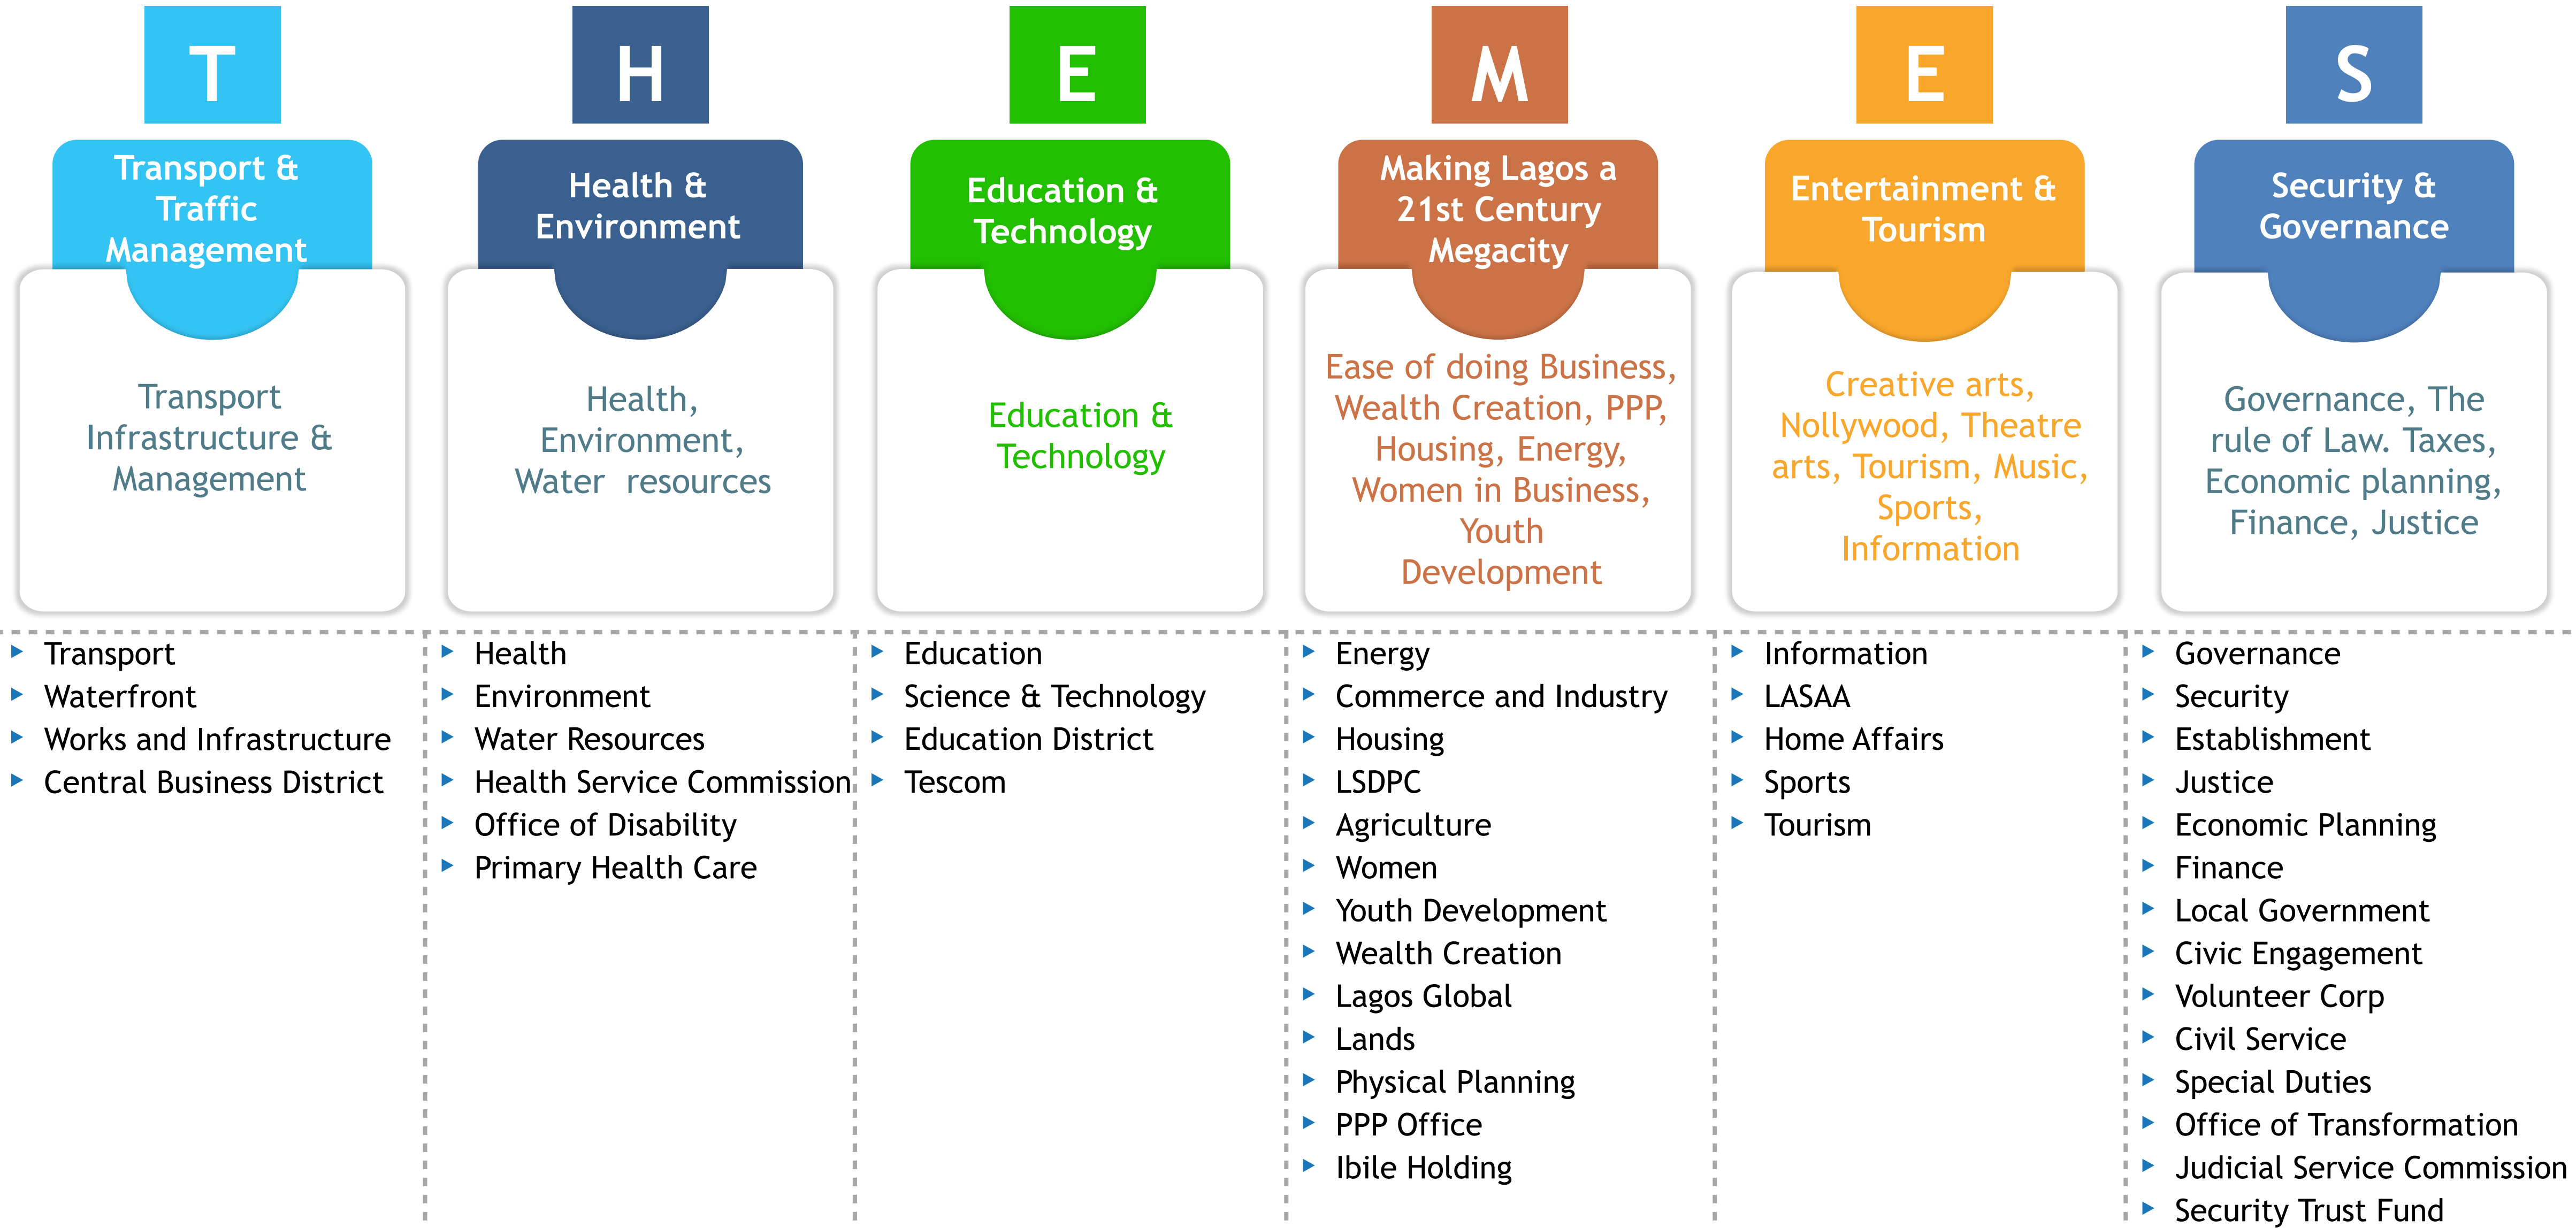 T
Transport &
Traffic
Management
Transport
Infrastructure &
Management
Transport
Waterfront
Works and Infrastructure
Central Business District
H
Health &
Environment
Health,
Environment,
Water resources
Health
Environment
Water Resources
Health Service Commission
Office of Disability
Primary Health Care
E
Education &
Technology
Education &
Technology
Education
Science & Technology
Education District
Tescom
M
Making Lagos a
21st Century
Megacity
Ease of doing Business,
Wealth Creation, PPP,
Housing, Energy,
Women in Business,
Youth
Development
Energy
Commerce and Industry
Housing
LSDPC
Agriculture
Women
Youth Development
Wealth Creation
Lagos Global
Lands
Physical Planning
PPP Office
Ibile Holding
E
Entertainment &
Tourism
Creative arts,
Nollywood, Theatre
arts, Tourism, Music,
Sports,
Information
Information
LASAA
Home Affairs
Sports
Tourism
S
Security &
Governance
Governance, The
rule of Law. Taxes,
Economic planning,
Finance, Justice
Governance
Security
Establishment
Justice
Economic Planning
Finance
Local Government
Civic Engagement
Volunteer Corp
Civil Service
Special Duties
Office of Transformation
Judicial Service Commission
Security Trust Fund